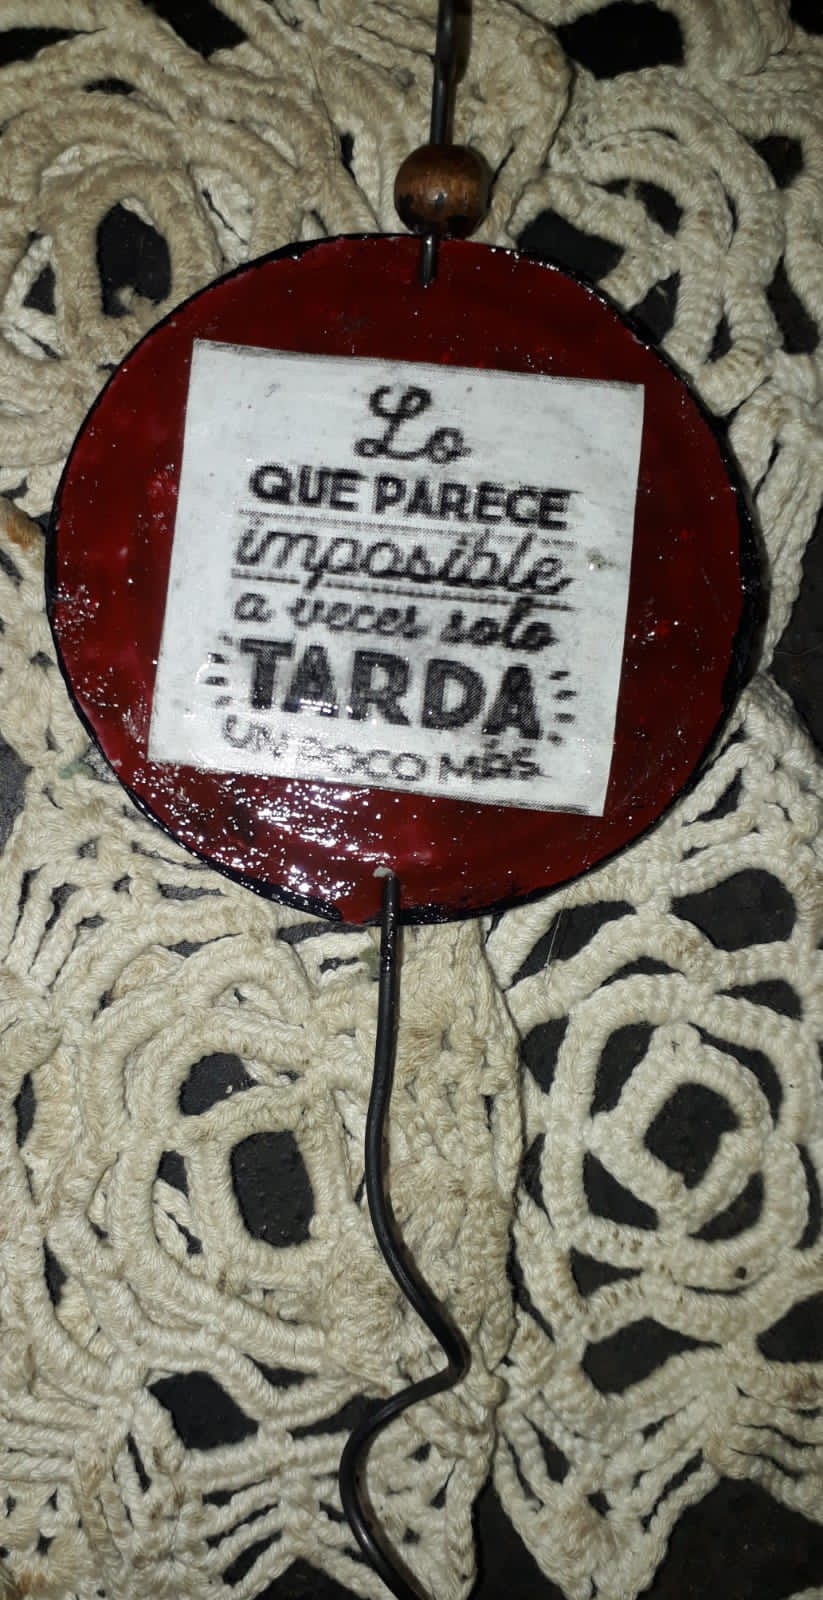 Lo
QUE PARECE
imposible
a veces solo
TARDA
UN POCO MÁS